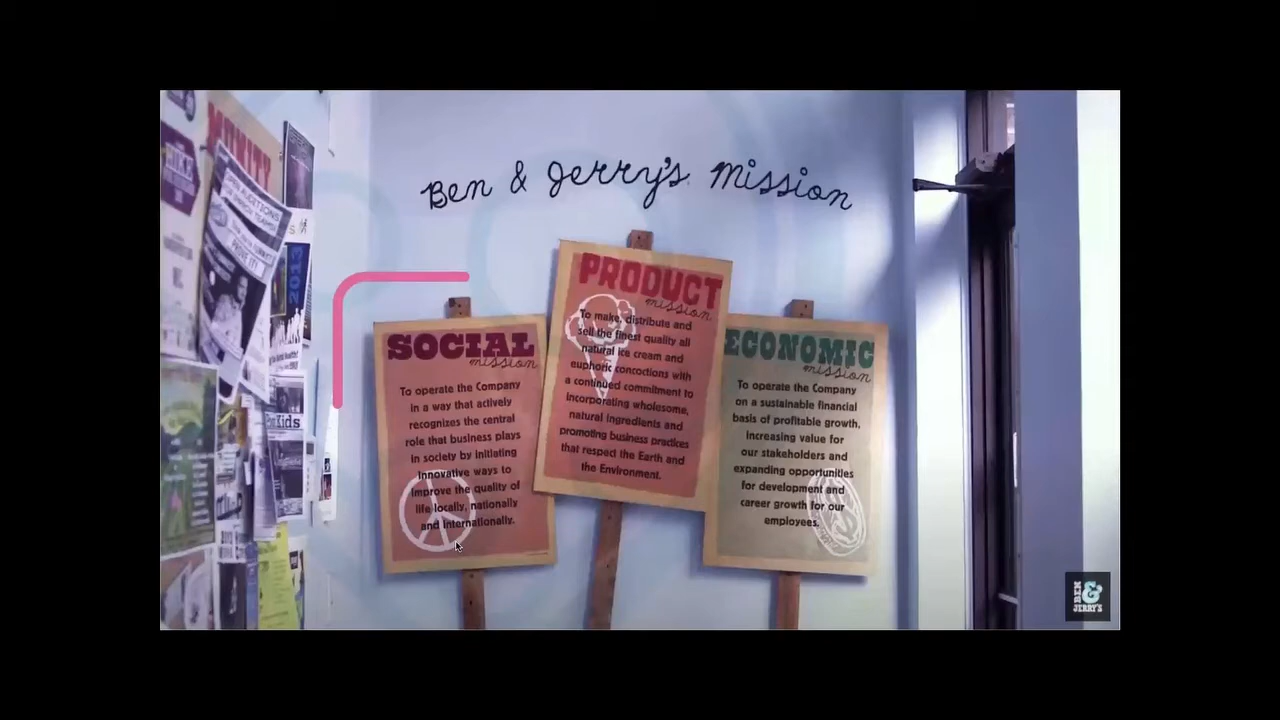 Ben & Jerry's Mission
SOCIAL
mission
To operate the Company
in a way that actively
recognizes the central
role that business plays
in society by initiating
innovative ways to
improve the quality of
life locally, nationally
and internationally.
PRODUCT
mission
To make, distribute and
sell the finest quality all
natural ice cream and
euphoric concoctions with
a continued commitment to
incorporating wholesome,
natural ingredients and
promoting business practices
that respect the Earth and
the Environment.
ECONOMIC
mission
To operate the Company
on a sustainable financial
basis of profitable growth,
increasing value for
our stakeholders and
expanding opportunities
for development and
career growth for our
employees.
MUNITY
PROVE IT!
2013
Kids
BEN
&
JERRY'S